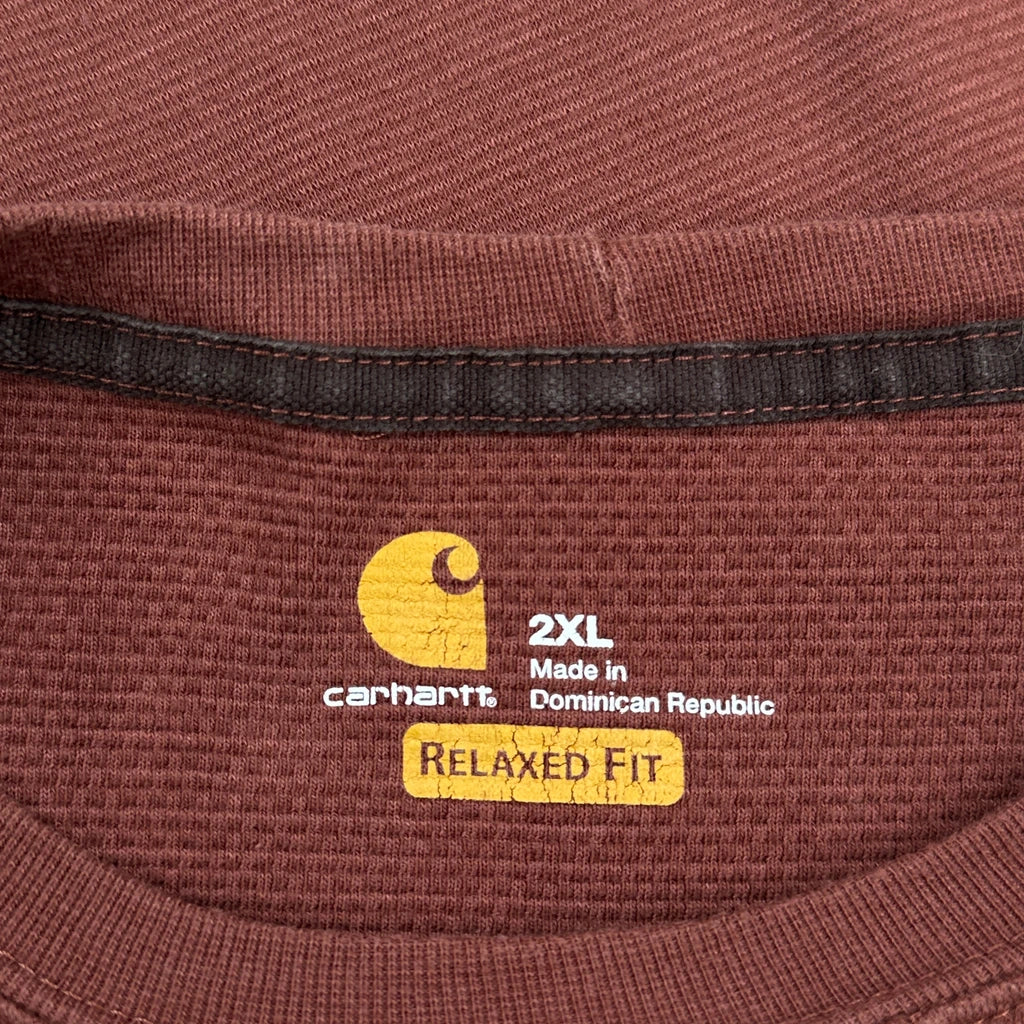 carhartt®
2XL
Made in
Dominican Republic
RELAXED FIT